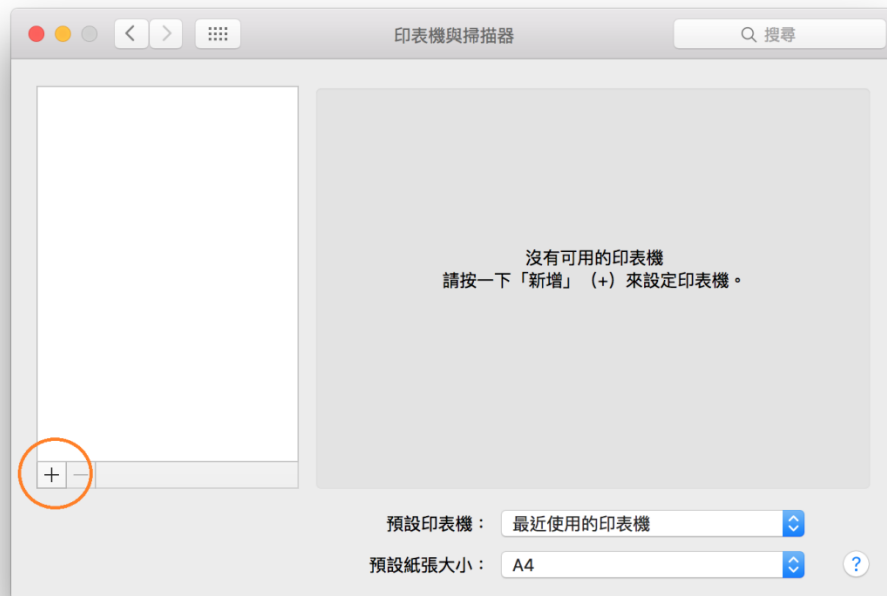 印表機與掃描器
搜尋
沒有可用的印表機
請按一下「新增」（+）來設定印表機。
預設印表機： 最近使用的印表機
預設紙張大小： A4